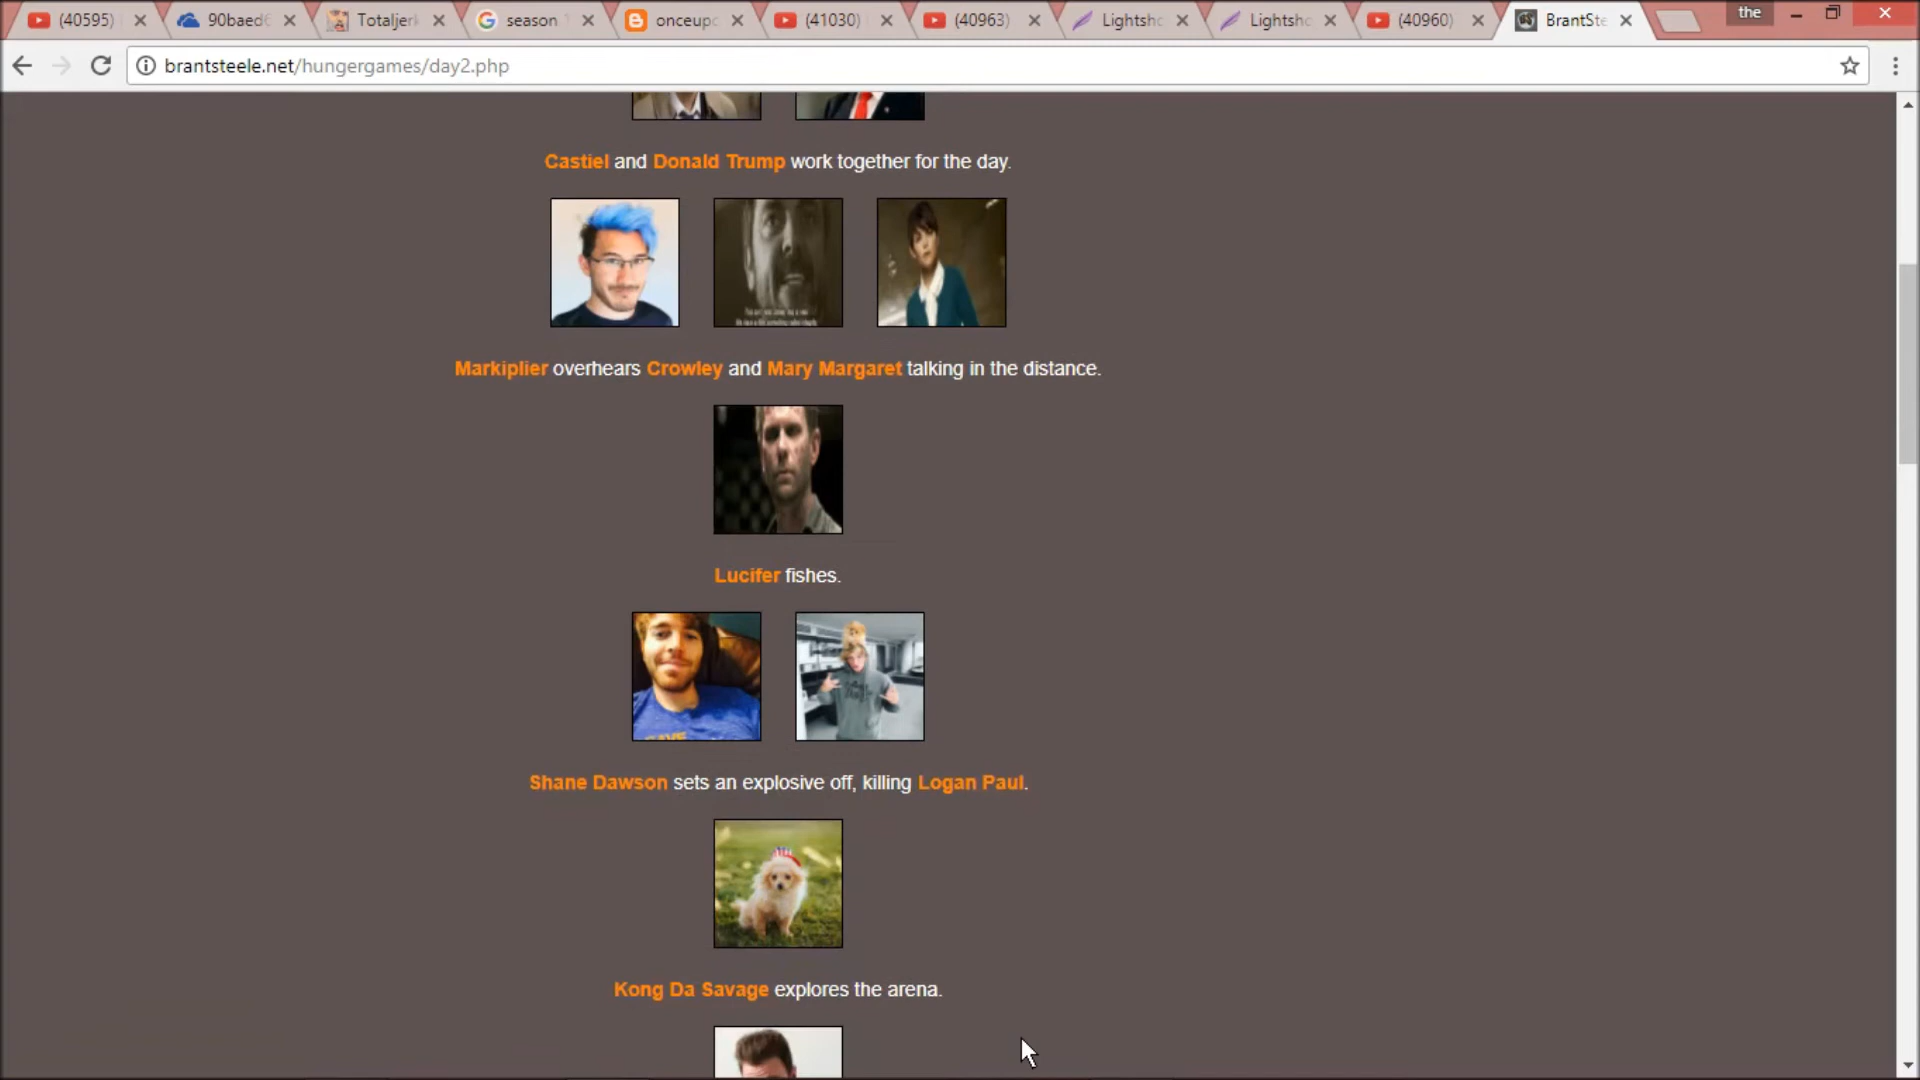 (40595)
90baed6
Totaljer
season
onceup
(41030)
(40963)
Lightsh
Lightsh
(40960)
BrantSte
the
brantsteele.net/hungergames/day2.php
Castiel and Donald Trump work together for the day.
Markiplier overhears Crowley and Mary Margaret talking in the distance.
Lucifer fishes.
Shane Dawson sets an explosive off, killing Logan Paul.
Kong Da Savage explores the arena.